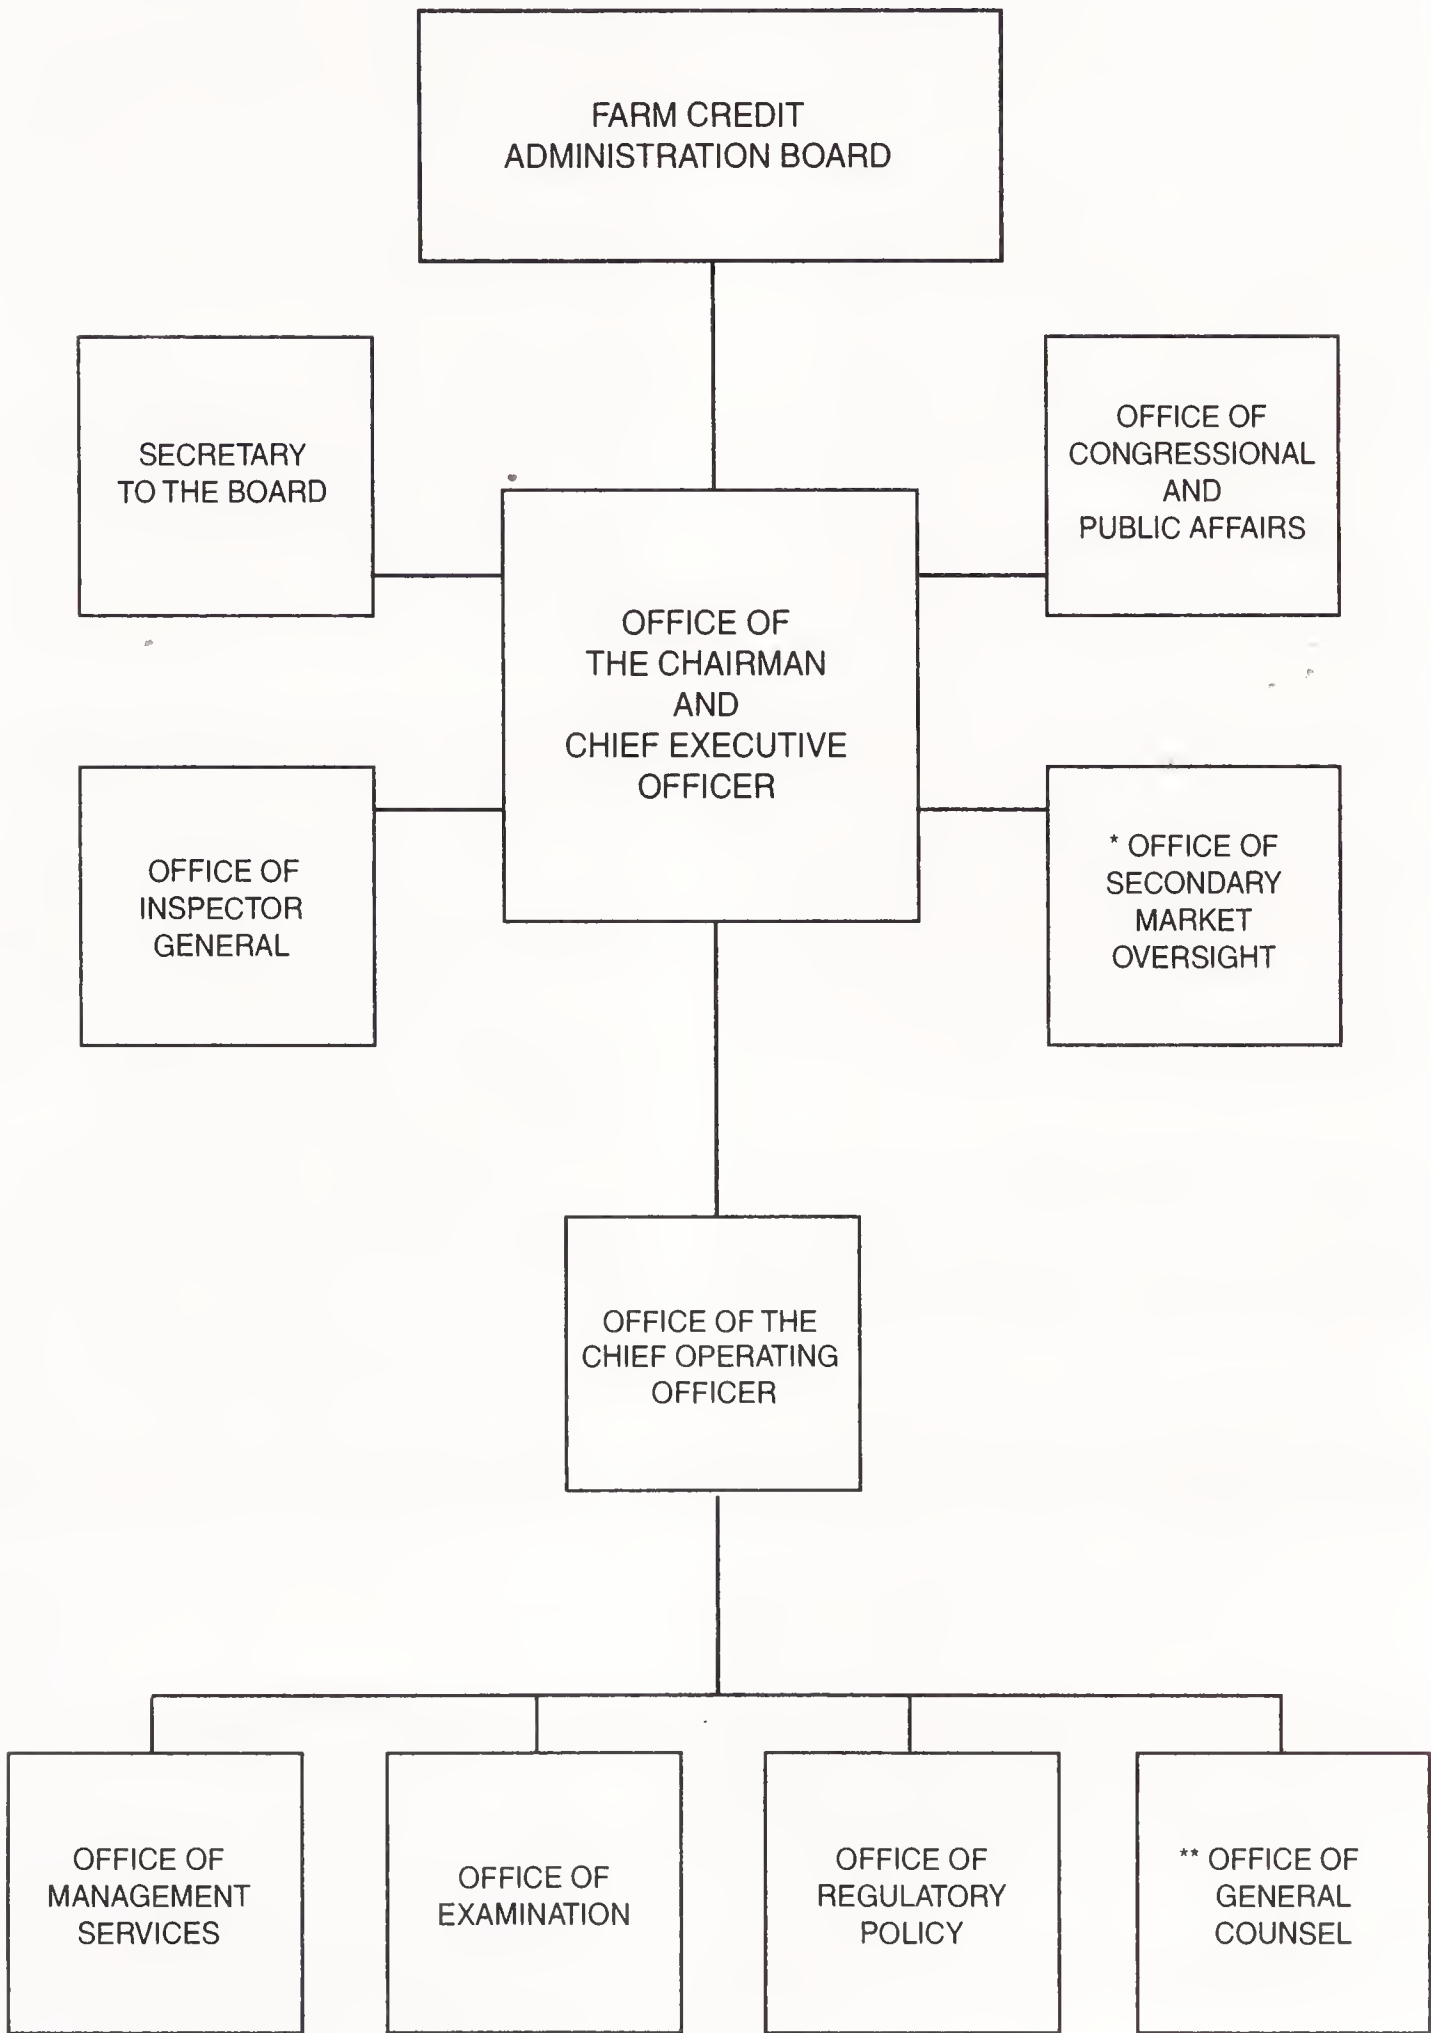 FARM CREDIT
ADMINISTRATION BOARD
SECRETARY
TO THE BOARD
OFFICE OF
CONGRESSIONAL
AND
PUBLIC AFFAIRS
OFFICE OF
THE CHAIRMAN
AND
CHIEF EXECUTIVE
OFFICER
OFFICE OF
INSPECTOR
GENERAL
* OFFICE OF
SECONDARY
MARKET
OVERSIGHT
OFFICE OF THE
CHIEF OPERATING
OFFICER
OFFICE OF
MANAGEMENT
SERVICES
OFFICE OF
EXAMINATION
OFFICE OF
REGULATORY
POLICY
** OFFICE OF
GENERAL
COUNSEL